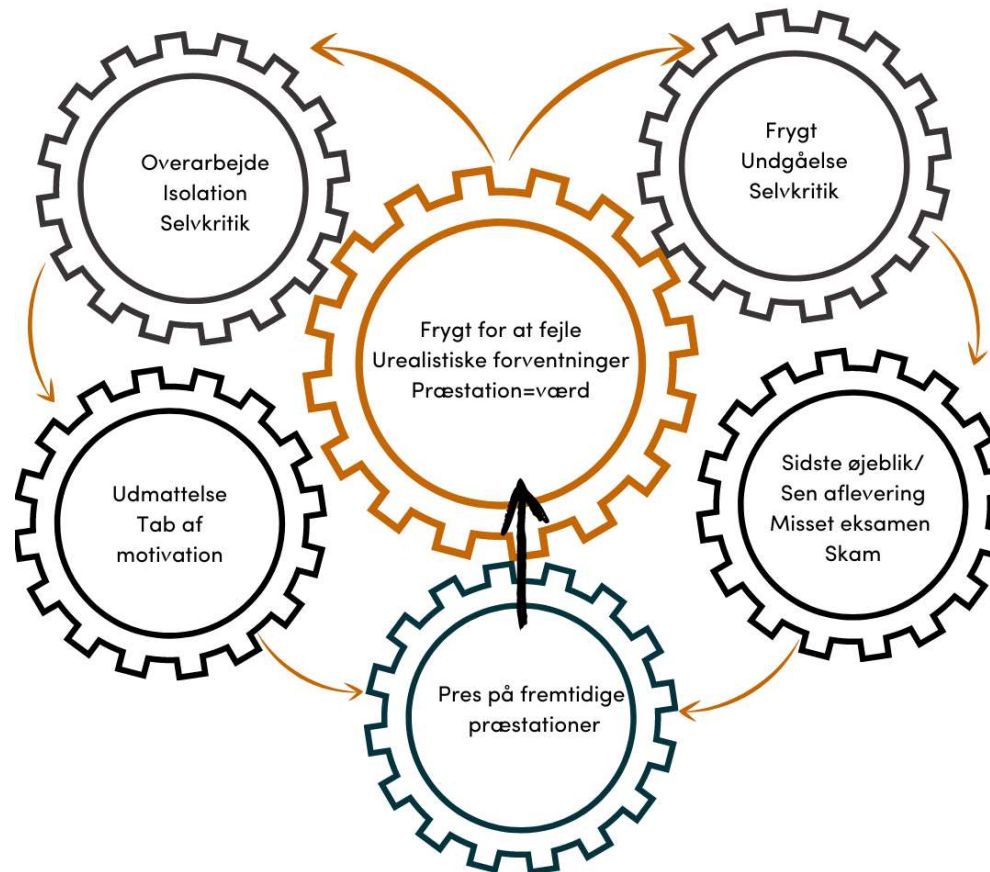 Overarbejde
Isolation
Selvkritik
Frygt
Undgåelse
Selvkritik
Frygt for at fejle
Urealistiske forventninger
Præstation=værd
Udmattelse
Tab af
motivation
Sidste øjeblik/
Sen aflevering
Misset eksamen
Skam
Pres på fremtidige
præstationer